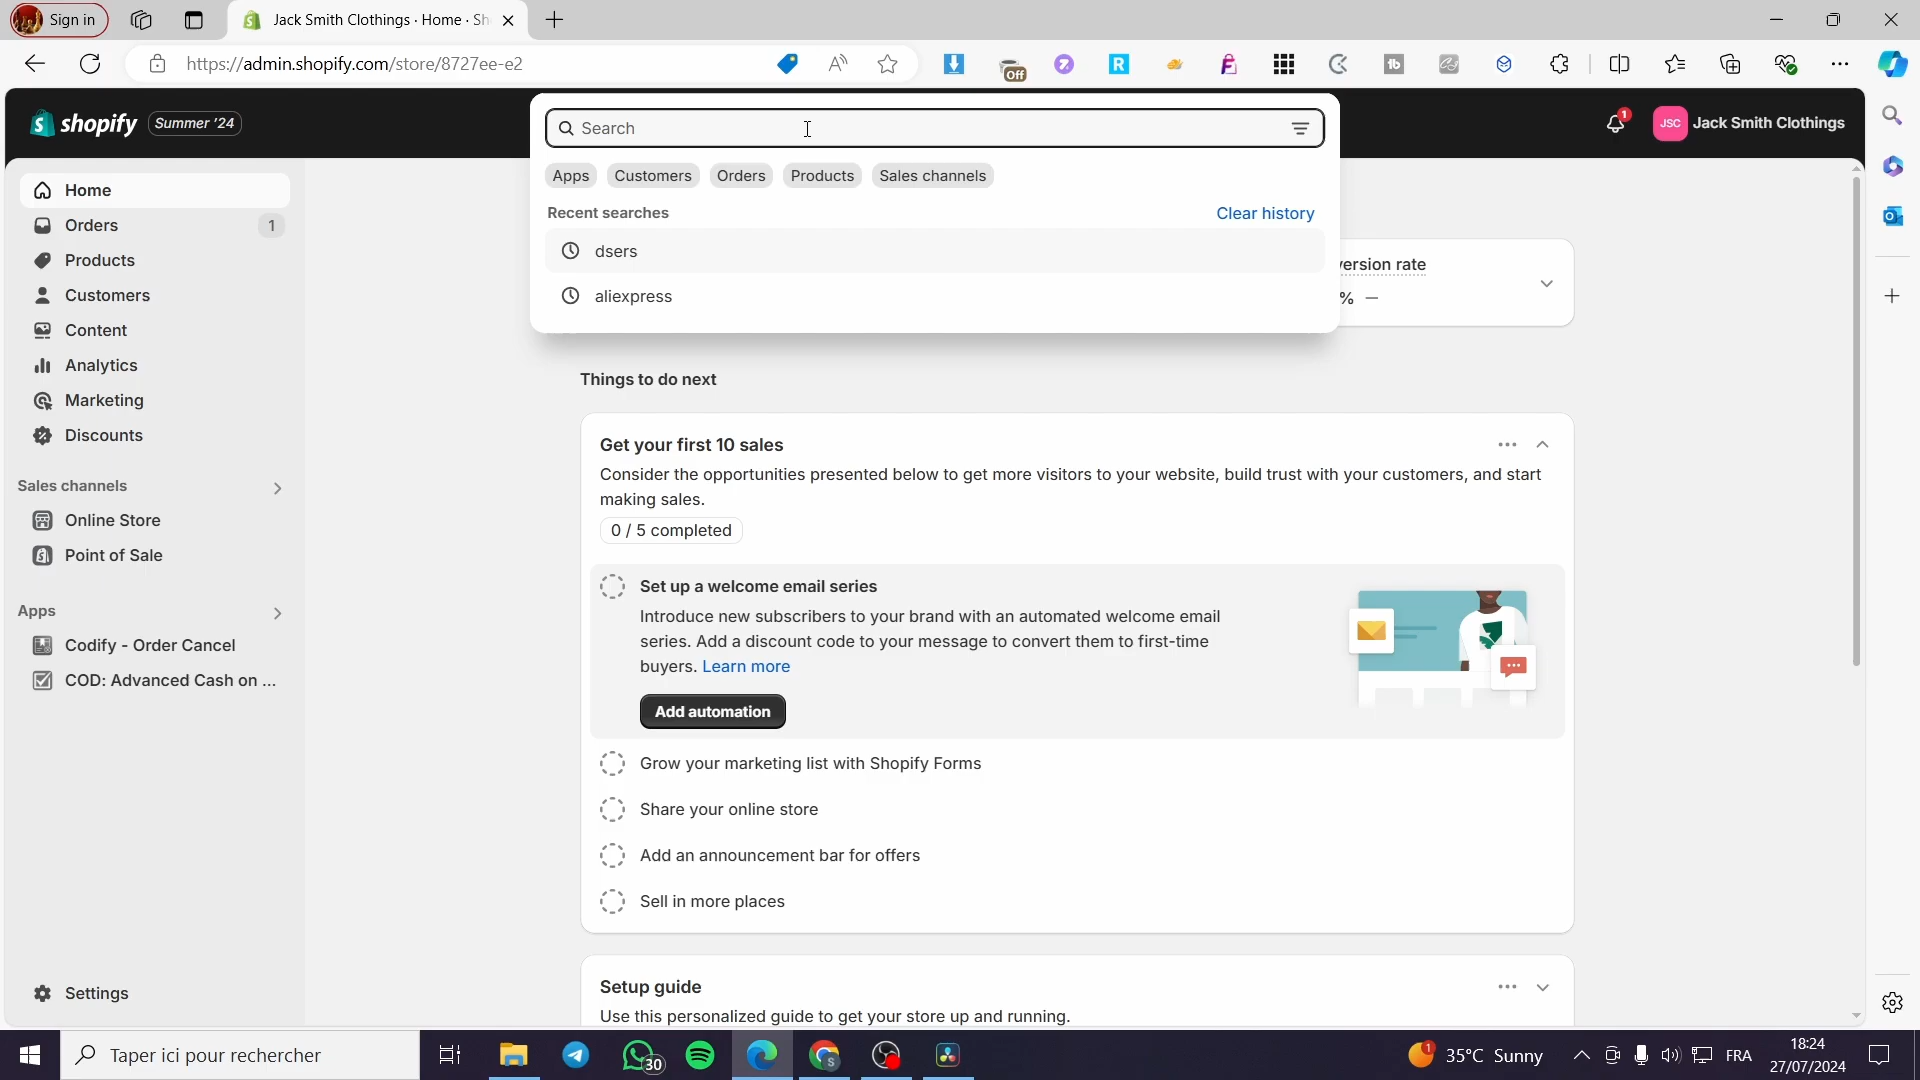 Sign in
Jack Smith Clothings · Home · Sh
https://admin.shopify.com/store/8727ee-e2
Off
shopify
Summer '24
Search
1
JSC
Jack Smith Clothings
Apps
Customers
Orders
Products
Sales channels
Recent searches
Clear history
dsers
aliexpress
Home
Orders
1
Products
Customers
Content
Analytics
Marketing
Discounts
Sales channels
Online Store
Point of Sale
Apps
Codify - Order Cancel
COD: Advanced Cash on ...
Settings
version rate
% —
Things to do next
Get your first 10 sales
Consider the opportunities presented below to get more visitors to your website, build trust with your customers, and start
making sales.
0 / 5 completed
Set up a welcome email series
Introduce new subscribers to your brand with an automated welcome email
series. Add a discount code to your message to convert them to first-time
buyers. Learn more
Add automation
Grow your marketing list with Shopify Forms
Share your online store
Add an announcement bar for offers
Sell in more places
Setup guide
Use this personalized guide to get your store up and running.
Taper ici pour rechercher
30
1
35°C Sunny
FRA
18:24
27/07/2024